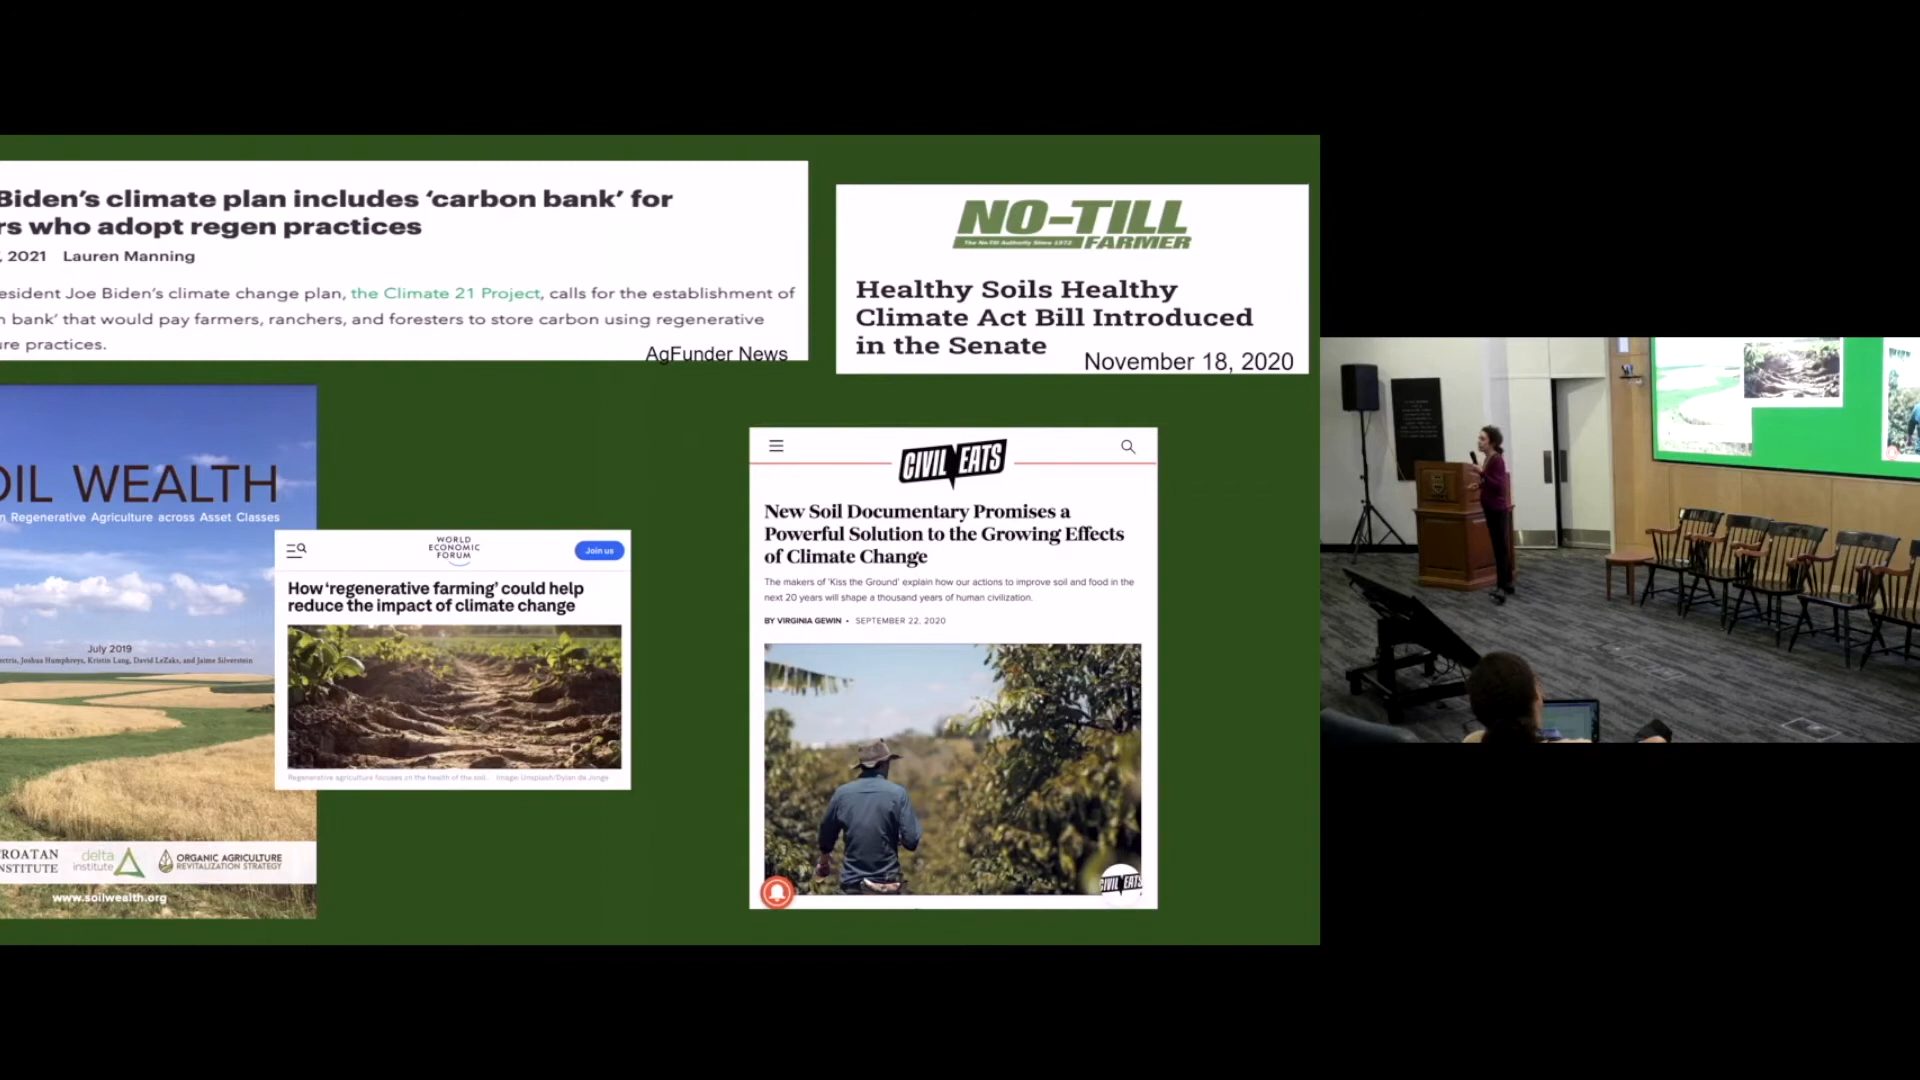 Biden's climate plan includes 'carbon bank' for
rs who adopt regen practices
, 2021 Lauren Manning
esident Joe Biden's climate change plan, the Climate 21 Project, calls for the establishment of
n bank' that would pay farmers, ranchers, and foresters to store carbon using regenerative
ure practices.
AgFunder News
NO-TILL
The No-Till Authority Since 1972
FARMER
Healthy Soils Healthy
Climate Act Bill Introduced
in the Senate
November 18, 2020
OIL WEALTH
n Regenerative Agriculture across Asset Classes
July 2019
ectris, Joshua Humphreys, Kristin Lang, David LeZaks, and Jaime Silverstein
ROATAN
NSTITUTE
delta
institute
ORGANIC AGRICULTURE
REVITALIZATION STRATEGY
www.soilwealth.org
WORLD
ECONOMIC
FORUM
Join us
How 'regenerative farming' could help
reduce the impact of climate change
Regenerative agriculture focuses on the health of the soil. Image: Unsplash/Dylan de Jonge
CIVIL EATS
New Soil Documentary Promises a
Powerful Solution to the Growing Effects
of Climate Change
The makers of 'Kiss the Ground' explain how our actions to improve soil and food in the
next 20 years will shape a thousand years of human civilization.
BY VIRGINIA GEWIN • SEPTEMBER 22, 2020
CIVIL EATS